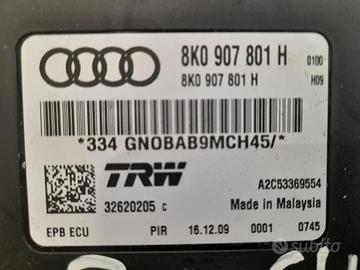 8K0 907 801 H 0100
8K0 907 801 H H09
*334 GN0BAB9MCH45/*
TRW A2C53369554
32620205 C Made in Malaysia
EPB ECU PIR 16.12.09 0001 0745
subito